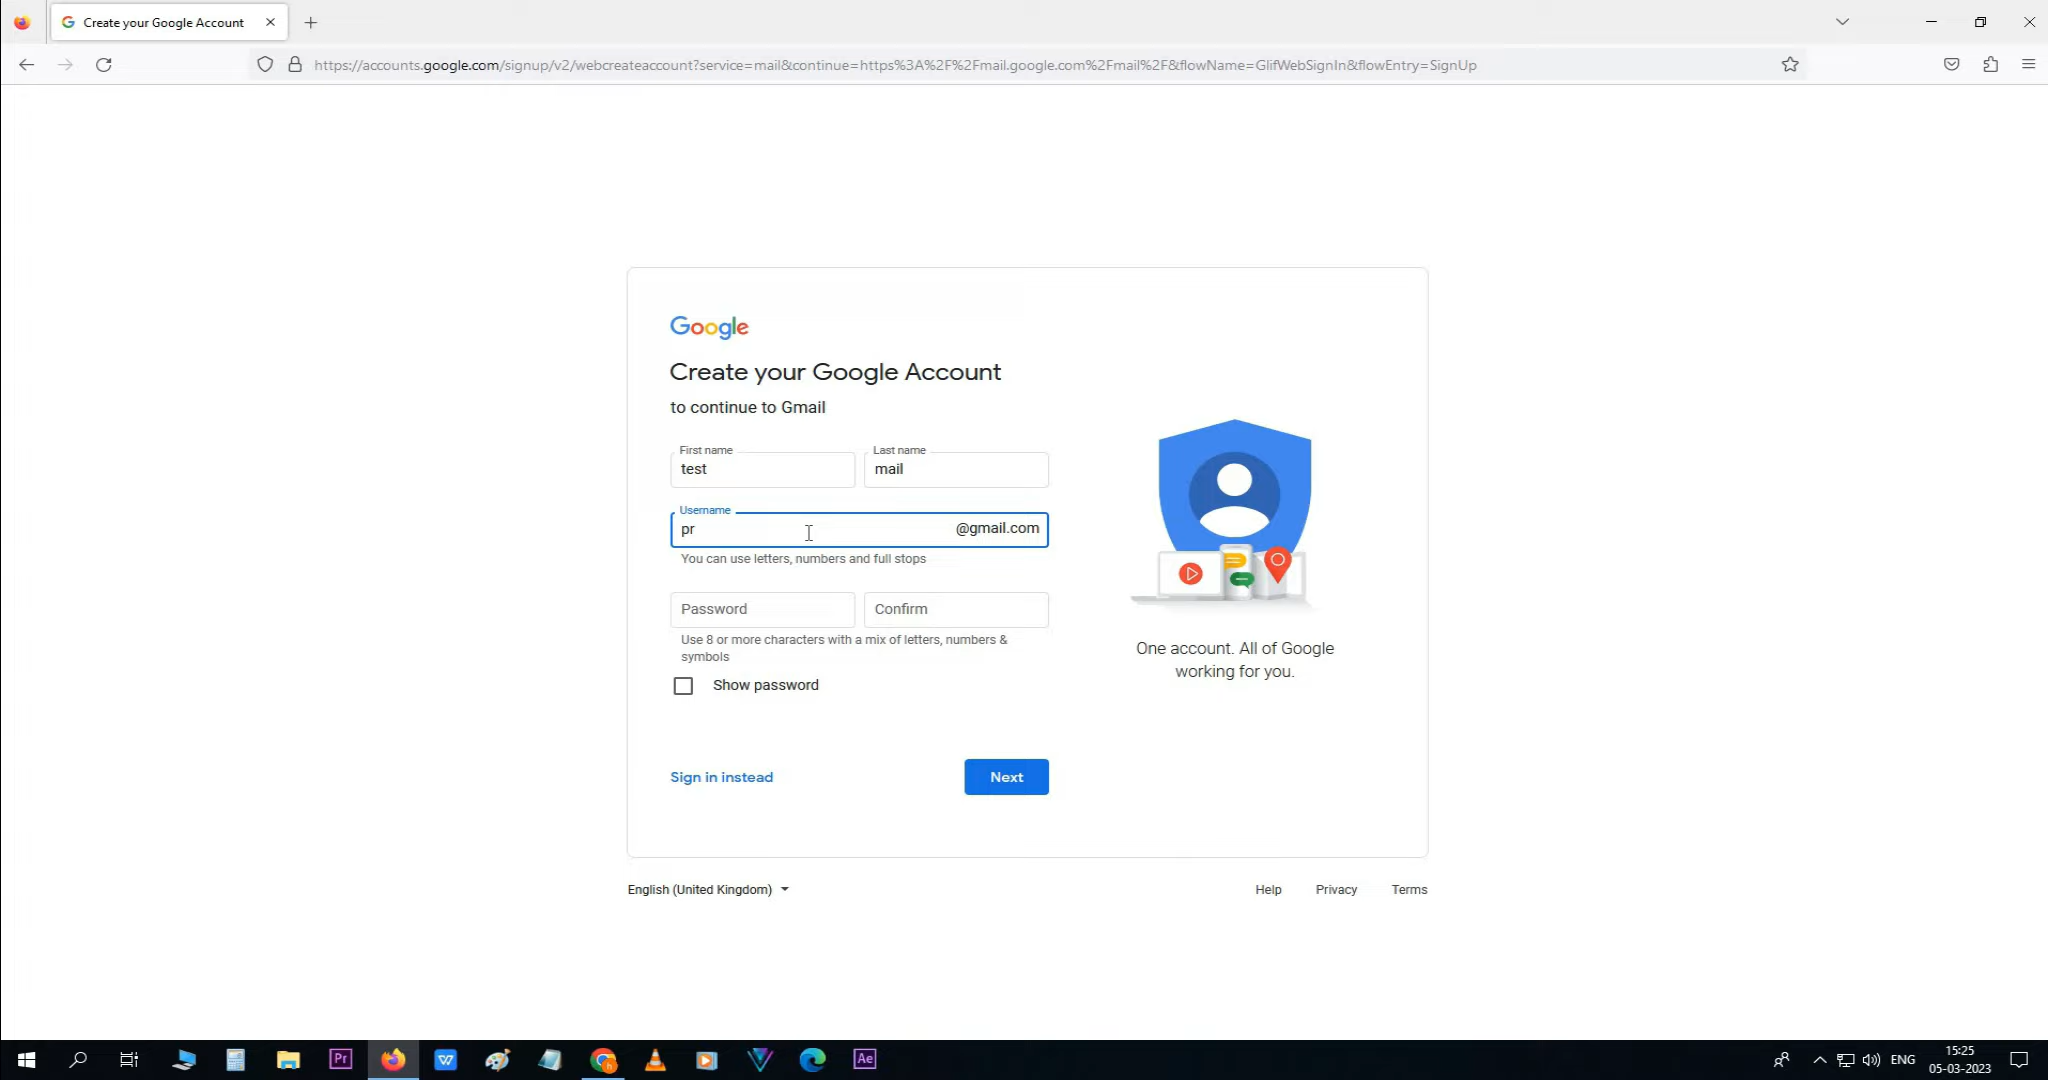 Create your Google Account
https://accounts.google.com/signup/v2/webcreateaccount?service=mail&continue=https%3A%2F%2Fmail.google.com%2Fmail%2F&flowName=GlifWebSignIn&flowEntry=SignUp
Google
Create your Google Account
to continue to Gmail
First name
test
Last name
mail
Username
pr
@gmail.com
You can use letters, numbers and full stops
Password
Confirm
Use 8 or more characters with a mix of letters, numbers &
symbols
Show password
Sign in instead
Next
One account. All of Google
working for you.
English (United Kingdom)
Help
Privacy
Terms
Pr
W
h
Ae
ENG
15:25
05-03-2023